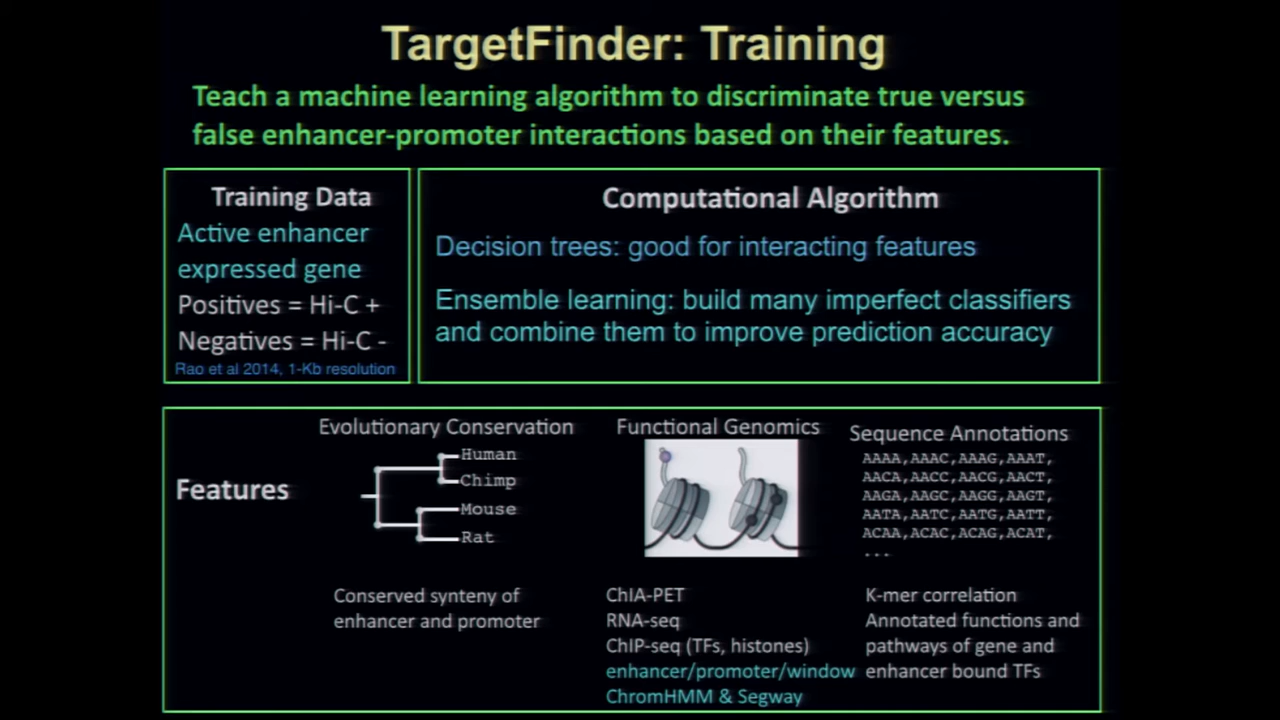 TargetFinder: Training
Teach a machine learning algorithm to discriminate true versus
false enhancer-promoter interactions based on their features.
Training Data
Active enhancer
expressed gene
Positives = Hi-C +
Negatives = Hi-C -
Rao et al 2014, 1-Kb resolution
Computational Algorithm
Decision trees: good for interacting features
Ensemble learning: build many imperfect classifiers
and combine them to improve prediction accuracy
Features
Evolutionary Conservation
Human
Chimp
Mouse
Rat
Conserved synteny of
enhancer and promoter
Functional Genomics
ChIA-PET
RNA-seq
ChIP-seq (TFs, histones)
enhancer/promoter/window
ChromHMM & Segway
Sequence Annotations
AAAA,AAAC,AAAG,AAAT,
AACA,AACC,AACG,AACT,
AAGA,AAGC,AAGG,AAGT,
AATA,AATC,AATG,AATT,
ACAA,ACAC,ACAG,ACAT,
...
K-mer correlation
Annotated functions and
pathways of gene and
enhancer bound TFs